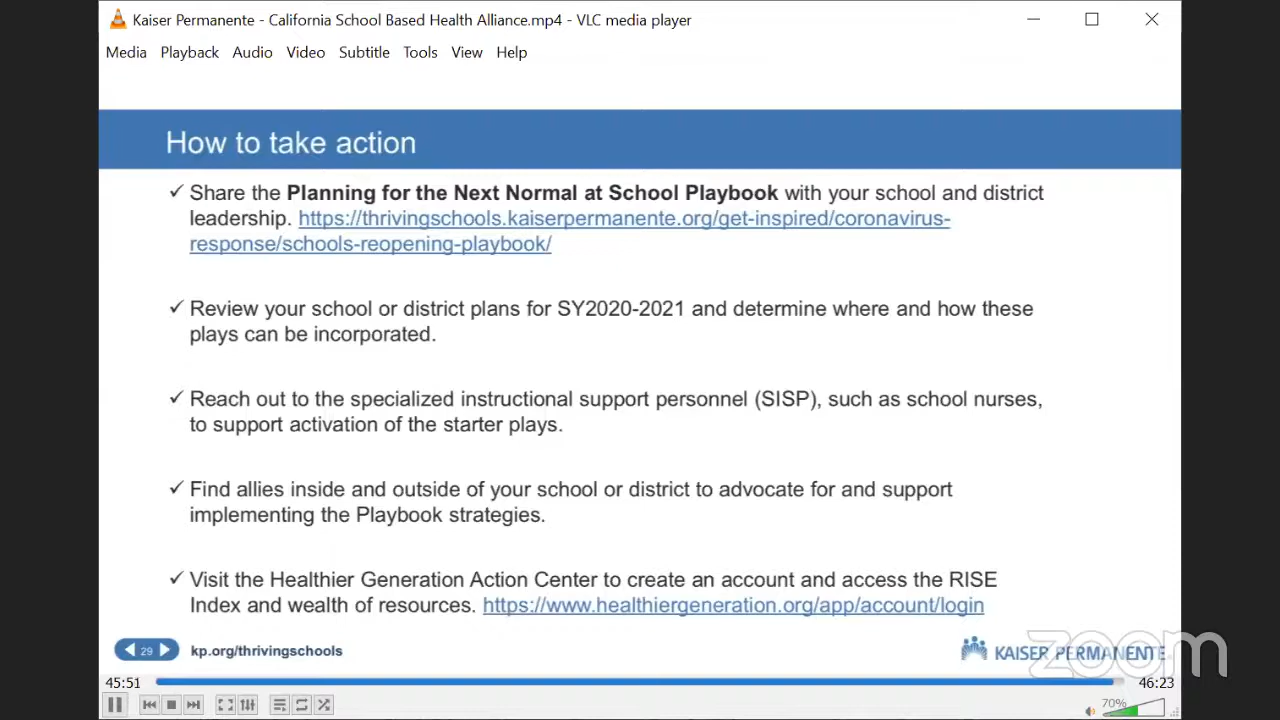 Kaiser Permanente - California School Based Health Alliance.mp4 - VLC media player
Media Playback Audio Video Subtitle Tools View Help
How to take action
✓ Share the Planning for the Next Normal at School Playbook with your school and district
leadership. https://thrivingschools.kaiserpermanente.org/get-inspired/coronavirus-
response/schools-reopening-playbook/
✓ Review your school or district plans for SY2020-2021 and determine where and how these
plays can be incorporated.
✓ Reach out to the specialized instructional support personnel (SISP), such as school nurses,
to support activation of the starter plays.
✓ Find allies inside and outside of your school or district to advocate for and support
implementing the Playbook strategies.
✓ Visit the Healthier Generation Action Center to create an account and access the RISE
Index and wealth of resources. https://www.healthiergeneration.org/app/account/login
29 kp.org/thrivingschools
KAISER PERMANENTE
zoom
45:51 46:23
70%